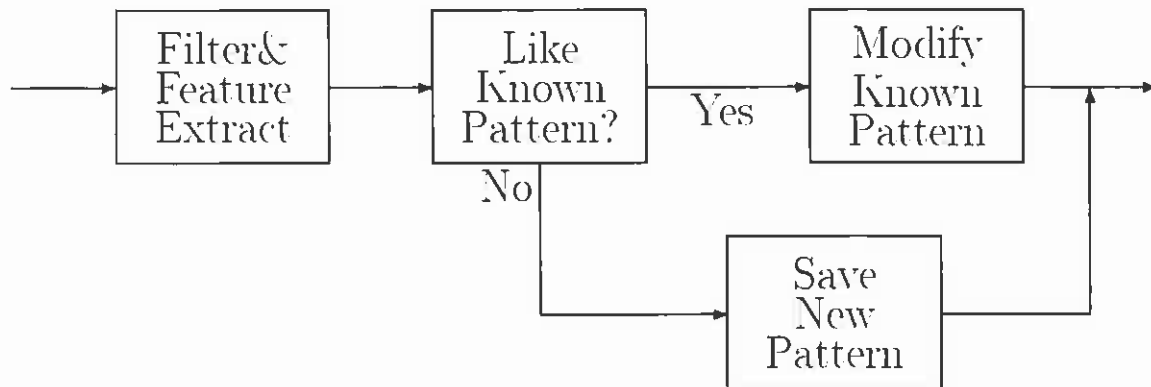 Filter&
Feature
Extract
Like
Known
Pattern?
Yes
Modify
Known
Pattern
No
Save
New
Pattern